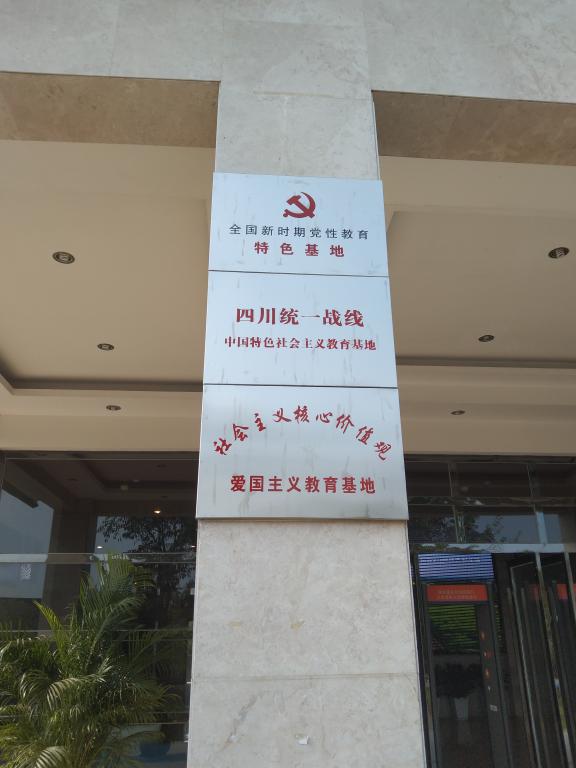 全国新时期党性教育
特色基地
四川统一战线
中国特色社会主义教育基地
社会主义核心价值观
爱国主义教育基地